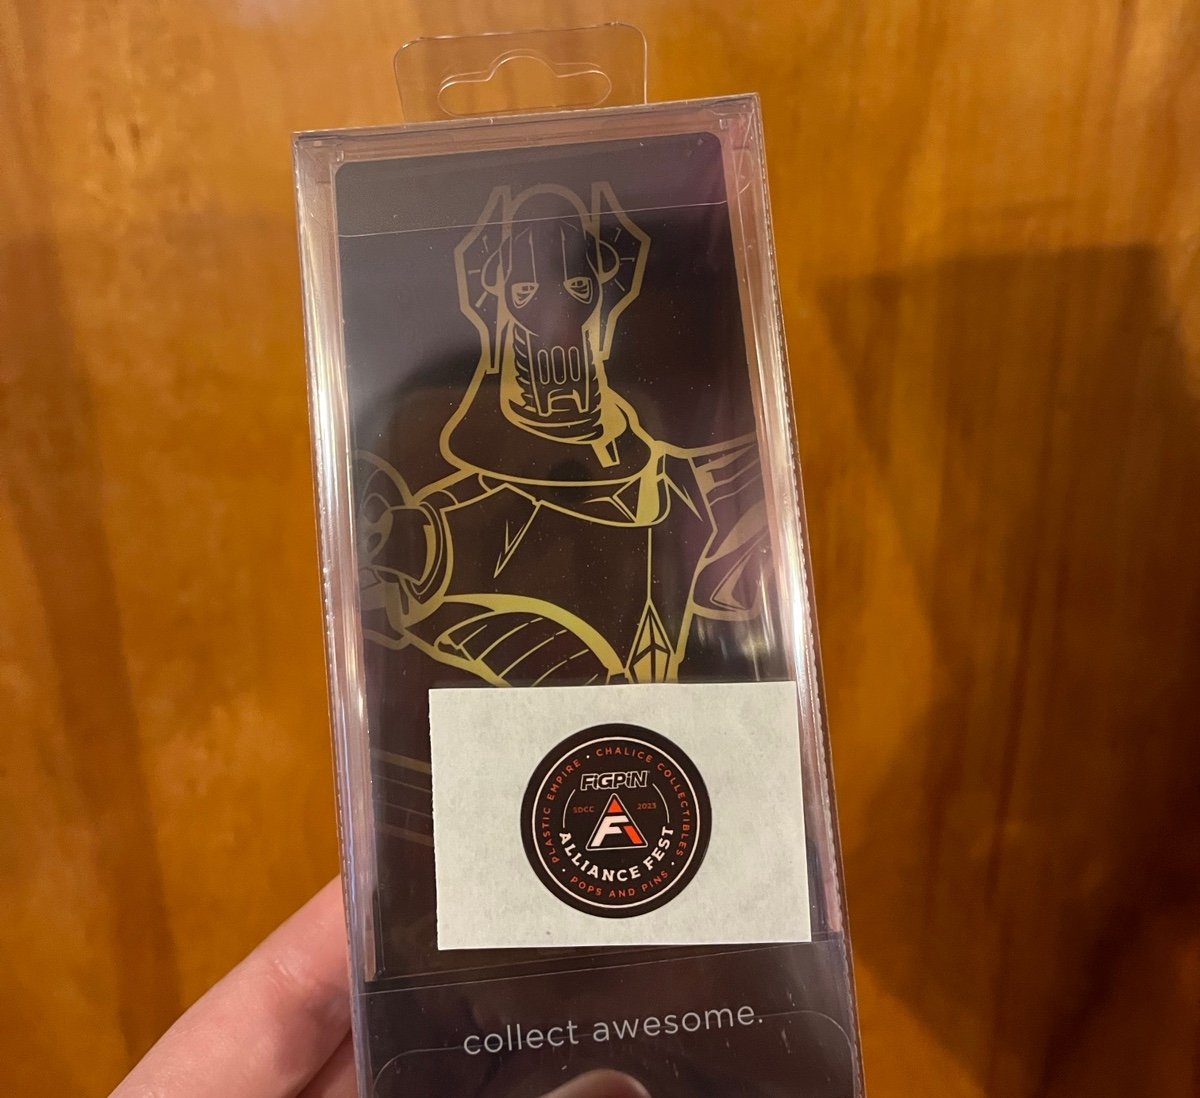 PLASTIC EMPIRE • CHALICE COLLECTIBLES • POPS AND PINS •
FiGPiN
SDCC 2023
ALLIANCE FEST
collect awesome.